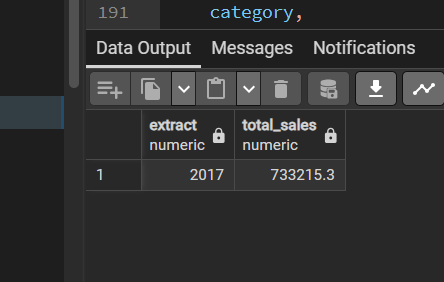 191 category,
Data Output Messages Notifications
extract total_sales
numeric numeric
1 2017 733215.3